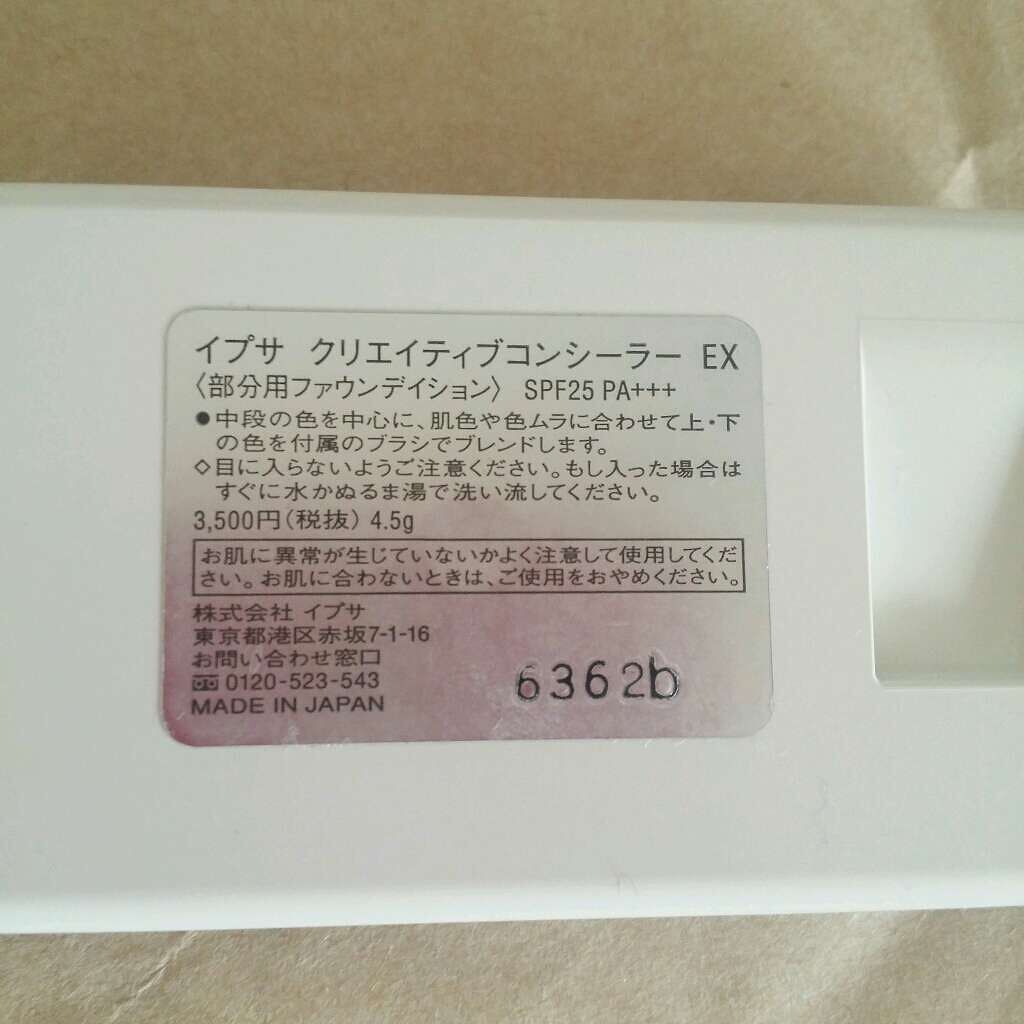 イプサ クリエイティブコンシーラー EX
〈部分用ファウンデイション〉 SPF25 PA+++
●中段の色を中心に、肌色や色ムラに合わせて上・下
の色を付属のブラシでブレンドします。
◇目に入らないようご注意ください。もし入った場合は
すぐに水かぬるま湯で洗い流してください。
3,500円(税抜) 4.5g
お肌に異常が生じていないかよく注意して使用してくだ
さい。お肌に合わないときは、ご使用をおやめください。
株式会社 イプサ
東京都港区赤坂7-1-16
お問い合わせ窓口
0120-523-543
MADE IN JAPAN
6362b